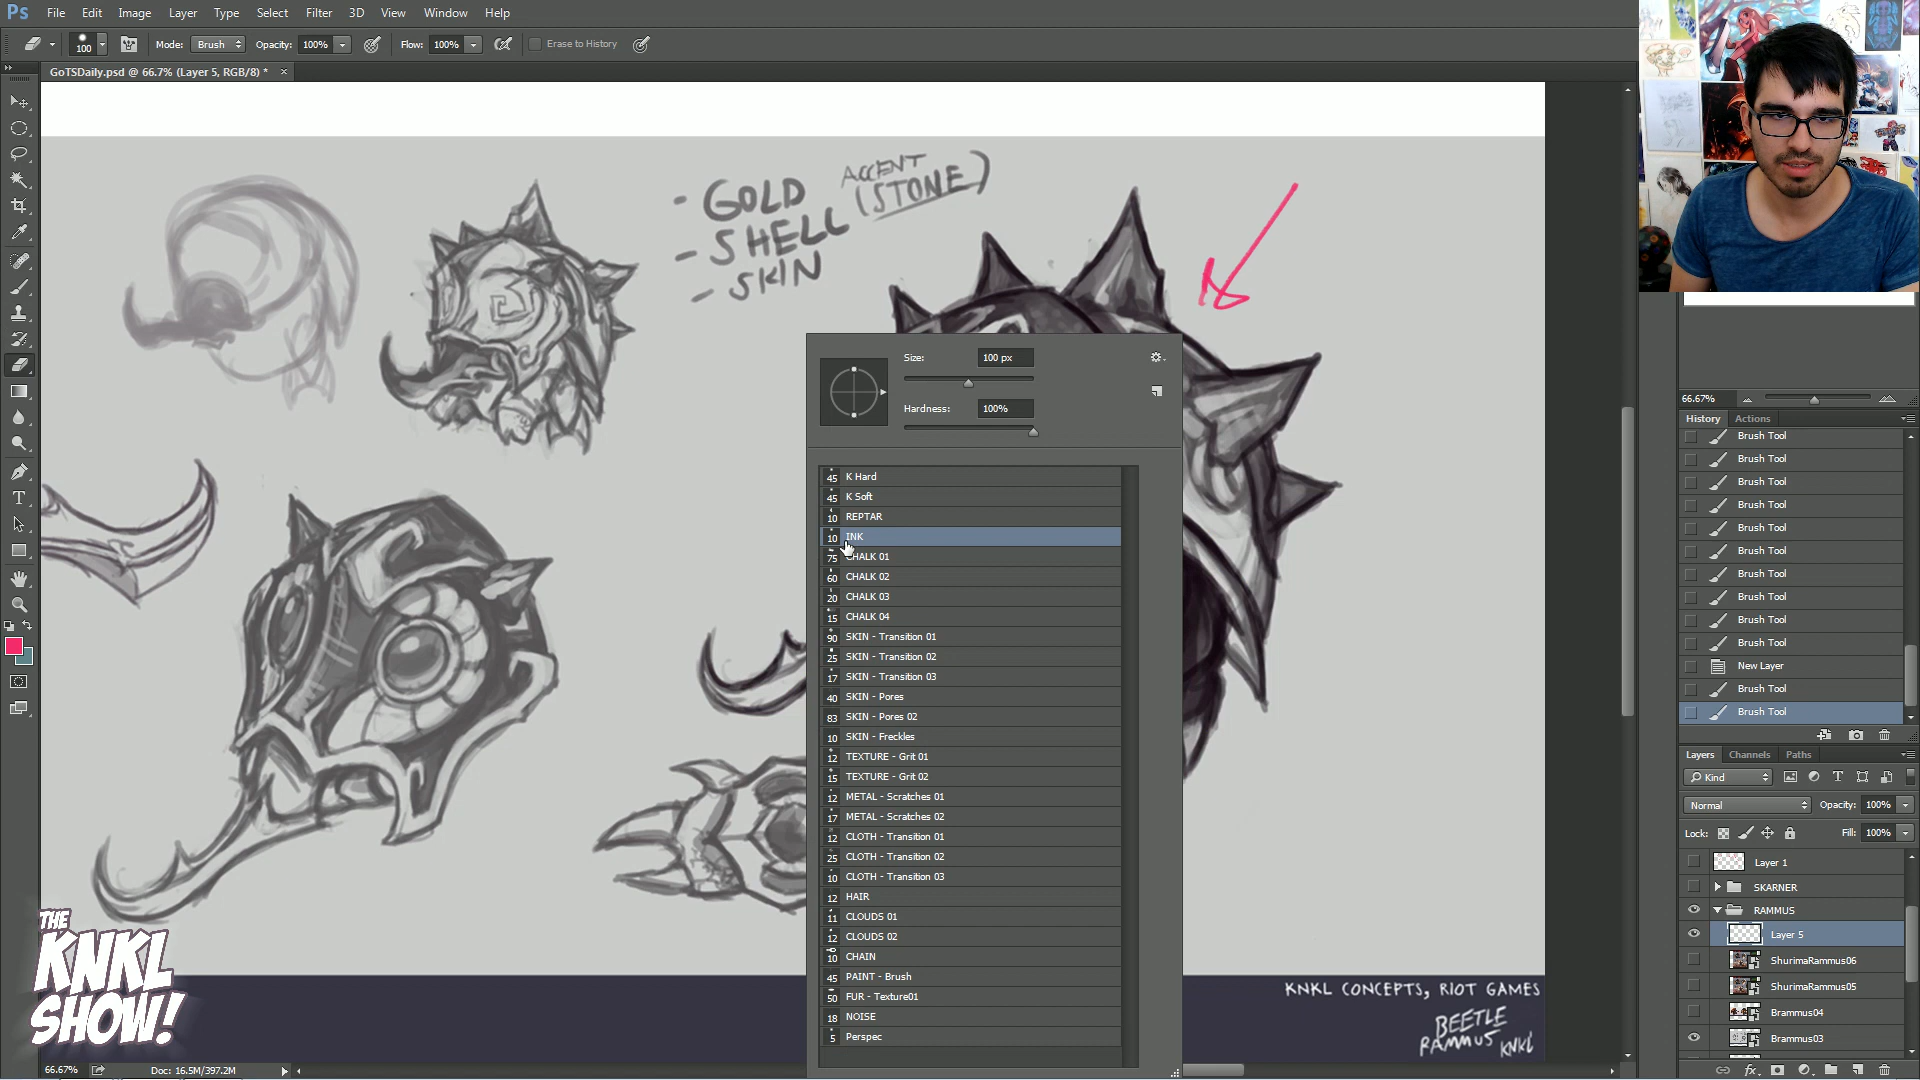 Ps File Edit Image Layer Type Select Filter 3D View Window Help
100 Mode: Brush Opacity: 100% Flow: 100% Erase to History
GoTSDaily.psd @ 66.7% (Layer 5, RGB/8) * ×
- GOLD ACCENT
- SHELL (STONE)
- SKIN
Size: 100 px
Hardness: 100%
45 K Hard
45 K Soft
10 REPTAR
10 INK
75 CHALK 01
60 CHALK 02
20 CHALK 03
15 CHALK 04
90 SKIN - Transition 01
25 SKIN - Transition 02
17 SKIN - Transition 03
40 SKIN - Pores
83 SKIN - Pores 02
10 SKIN - Freckles
12 TEXTURE - Grit 01
15 TEXTURE - Grit 02
12 METAL - Scratches 01
17 METAL - Scratches 02
12 CLOTH - Transition 01
25 CLOTH - Transition 02
10 CLOTH - Transition 03
12 HAIR
11 CLOUDS 01
12 CLOUDS 02
10 CHAIN
45 PAINT - Brush
50 FUR - Texture01
18 NOISE
5 Perspec
66.67%
History Actions
Brush Tool
Brush Tool
Brush Tool
Brush Tool
Brush Tool
Brush Tool
Brush Tool
Brush Tool
Brush Tool
Brush Tool
New Layer
Brush Tool
Brush Tool
Layers Channels Paths
Kind
Normal Opacity: 100%
Lock: Fill: 100%
Layer 1
SKARNER
RAMMUS
Layer 5
ShurimaRammus06
ShurimaRammus05
Brammus04
Brammus03
THE
KNKL
SHOW!
KNKL CONCEPTS, RIOT GAMES
BEETLE
RAMMUS KNKL
66.67% Doc: 16.5M/397.2M